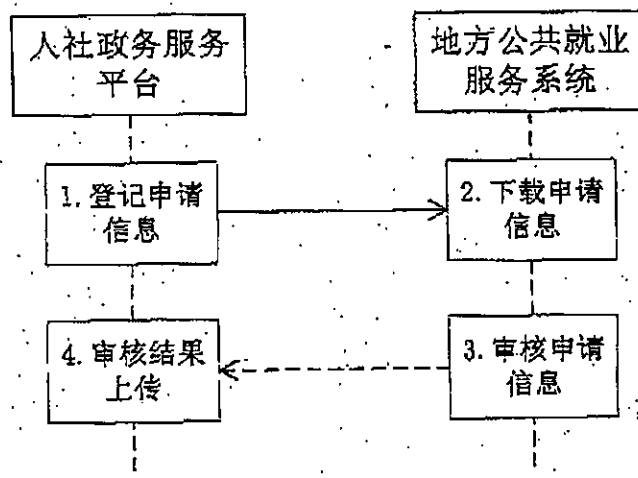 人社政务服务
平台
地方公共就业
服务系统
1.登记申请
信息
2.下载申请
信息
4.审核结果
上传
3.审核申请
信息